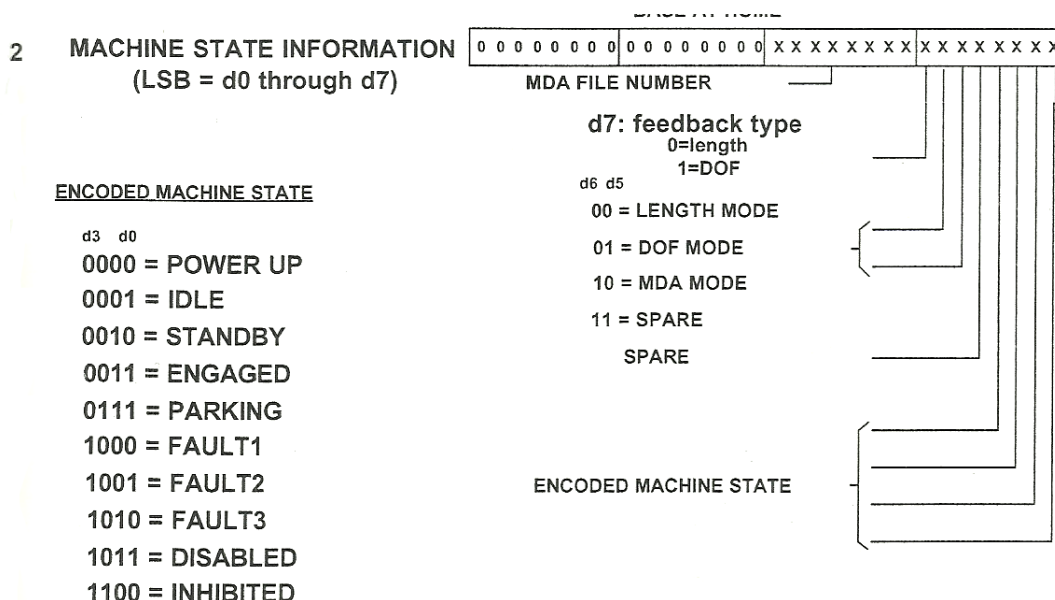 BASE AT HOME
2 MACHINE STATE INFORMATION 0 0 0 0 0 0 0 0 0 0 0 0 0 0 0 0 X X X X X X X X X X X X X X X X
(LSB = d0 through d7)
MDA FILE NUMBER
d7: feedback type
0=length
1=DOF
d6 d5
00 = LENGTH MODE
01 = DOF MODE
10 = MDA MODE
11 = SPARE
SPARE
ENCODED MACHINE STATE
ENCODED MACHINE STATE
d3 d0
0000 = POWER UP
0001 = IDLE
0010 = STANDBY
0011 = ENGAGED
0111 = PARKING
1000 = FAULT1
1001 = FAULT2
1010 = FAULT3
1011 = DISABLED
1100 = INHIBITED